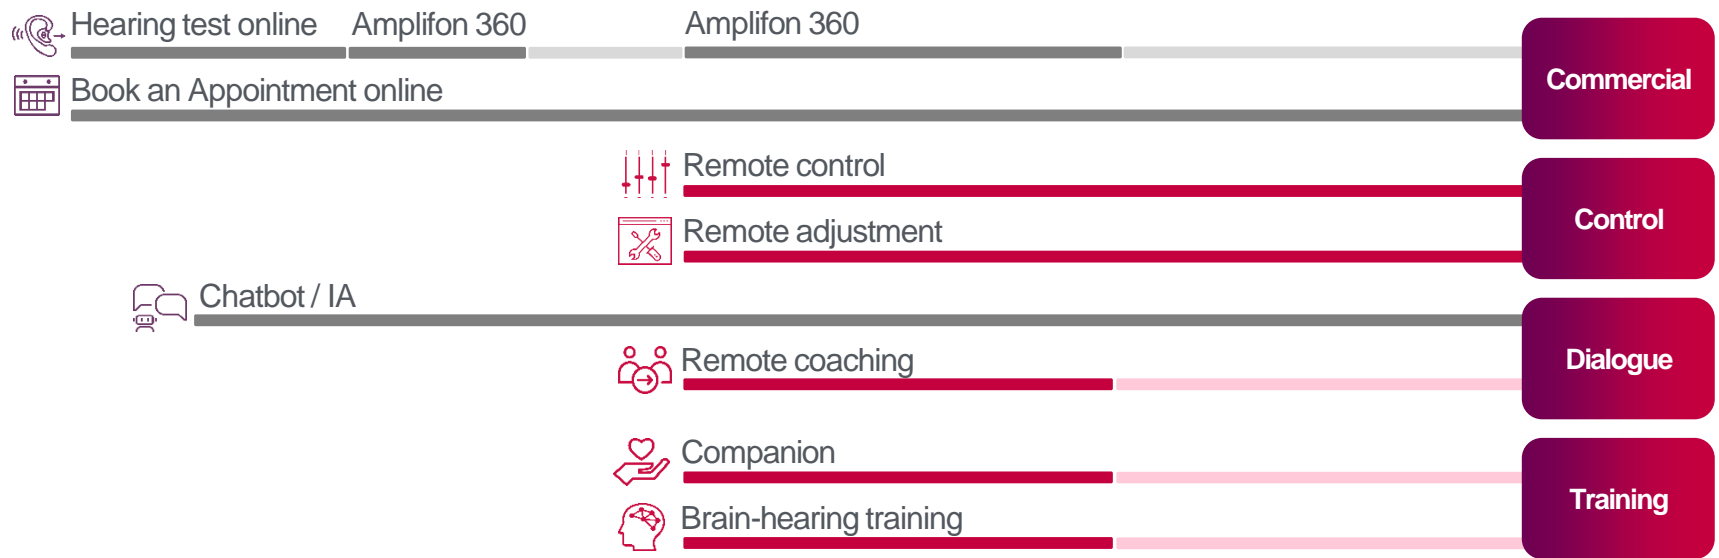 Hearing test online Amplifon 360 Amplifon 360
Commercial
Book an Appointment online
Remote control
Control
Remote adjustment
Chatbot / IA
Dialogue
Remote coaching
Companion
Training
Brain-hearing training